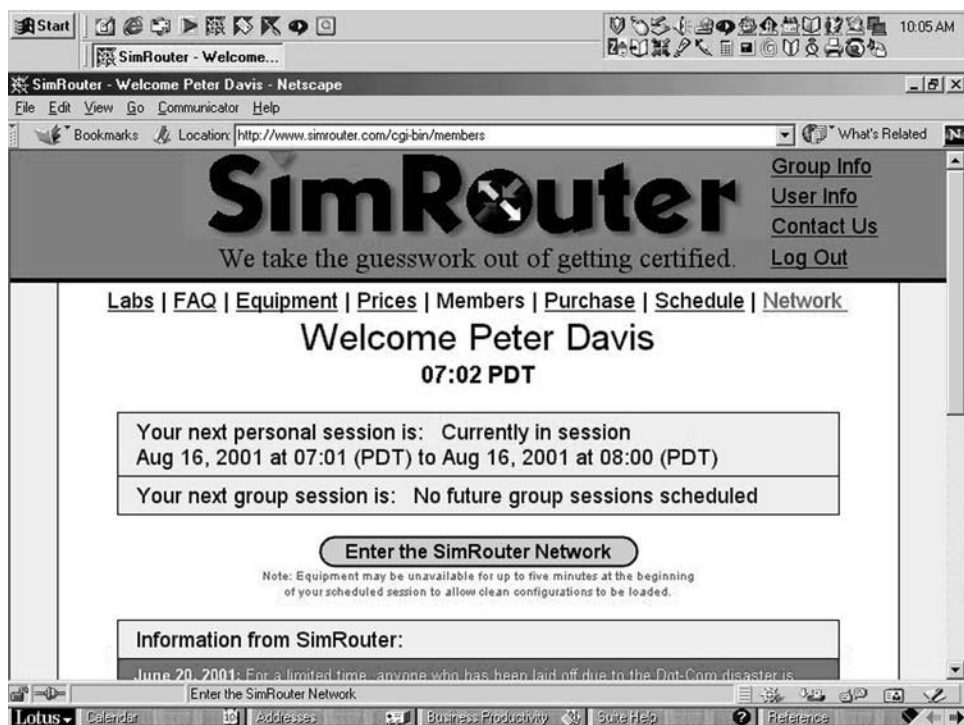 Start
10:05 AM
SimRouter - Welcome...
SimRouter - Welcome Peter Davis - Netscape
File Edit View Go Communicator Help
Bookmarks Location: http://www.simrouter.com/cgi-bin/members What's Related N
SimRouter
We take the guesswork out of getting certified.
Group Info
User Info
Contact Us
Log Out
Labs | FAQ | Equipment | Prices | Members | Purchase | Schedule | Network
Welcome Peter Davis
07:02 PDT
Your next personal session is: Currently in session
Aug 16, 2001 at 07:01 (PDT) to Aug 16, 2001 at 08:00 (PDT)
Your next group session is: No future group sessions scheduled
Enter the SimRouter Network
Note: Equipment may be unavailable for up to five minutes at the beginning
of your scheduled session to allow clean configurations to be loaded.
Information from SimRouter:
June 20, 2001: For a limited time, anyone who has been laid off due to the Dot-Com disaster is
Enter the SimRouter Network
Lotus Calendar Addresses Business Productivity Suite Help Reference